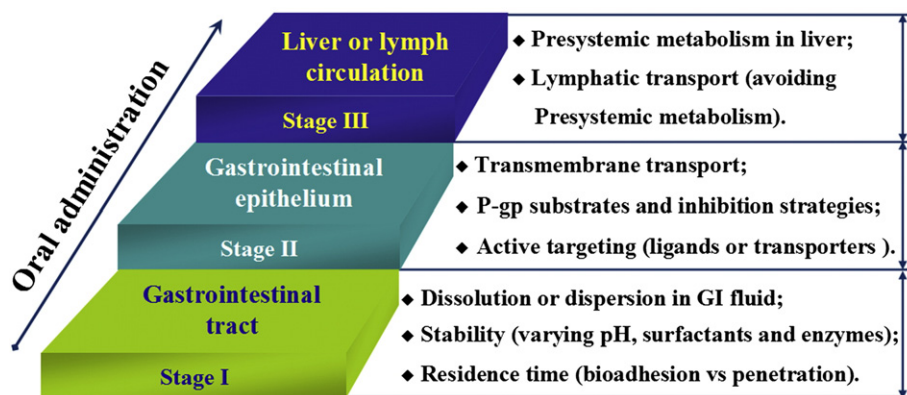 Oral administration
Liver or lymph
circulation
Stage III
◆ Presystemic metabolism in liver;
◆ Lymphatic transport (avoiding
Presystemic metabolism).
Gastrointestinal
epithelium
Stage II
◆ Transmembrane transport;
◆ P-gp substrates and inhibition strategies;
◆ Active targeting (ligands or transporters ).
Gastrointestinal
tract
Stage I
◆ Dissolution or dispersion in GI fluid;
◆ Stability (varying pH, surfactants and enzymes);
◆ Residence time (bioadhesion vs penetration).